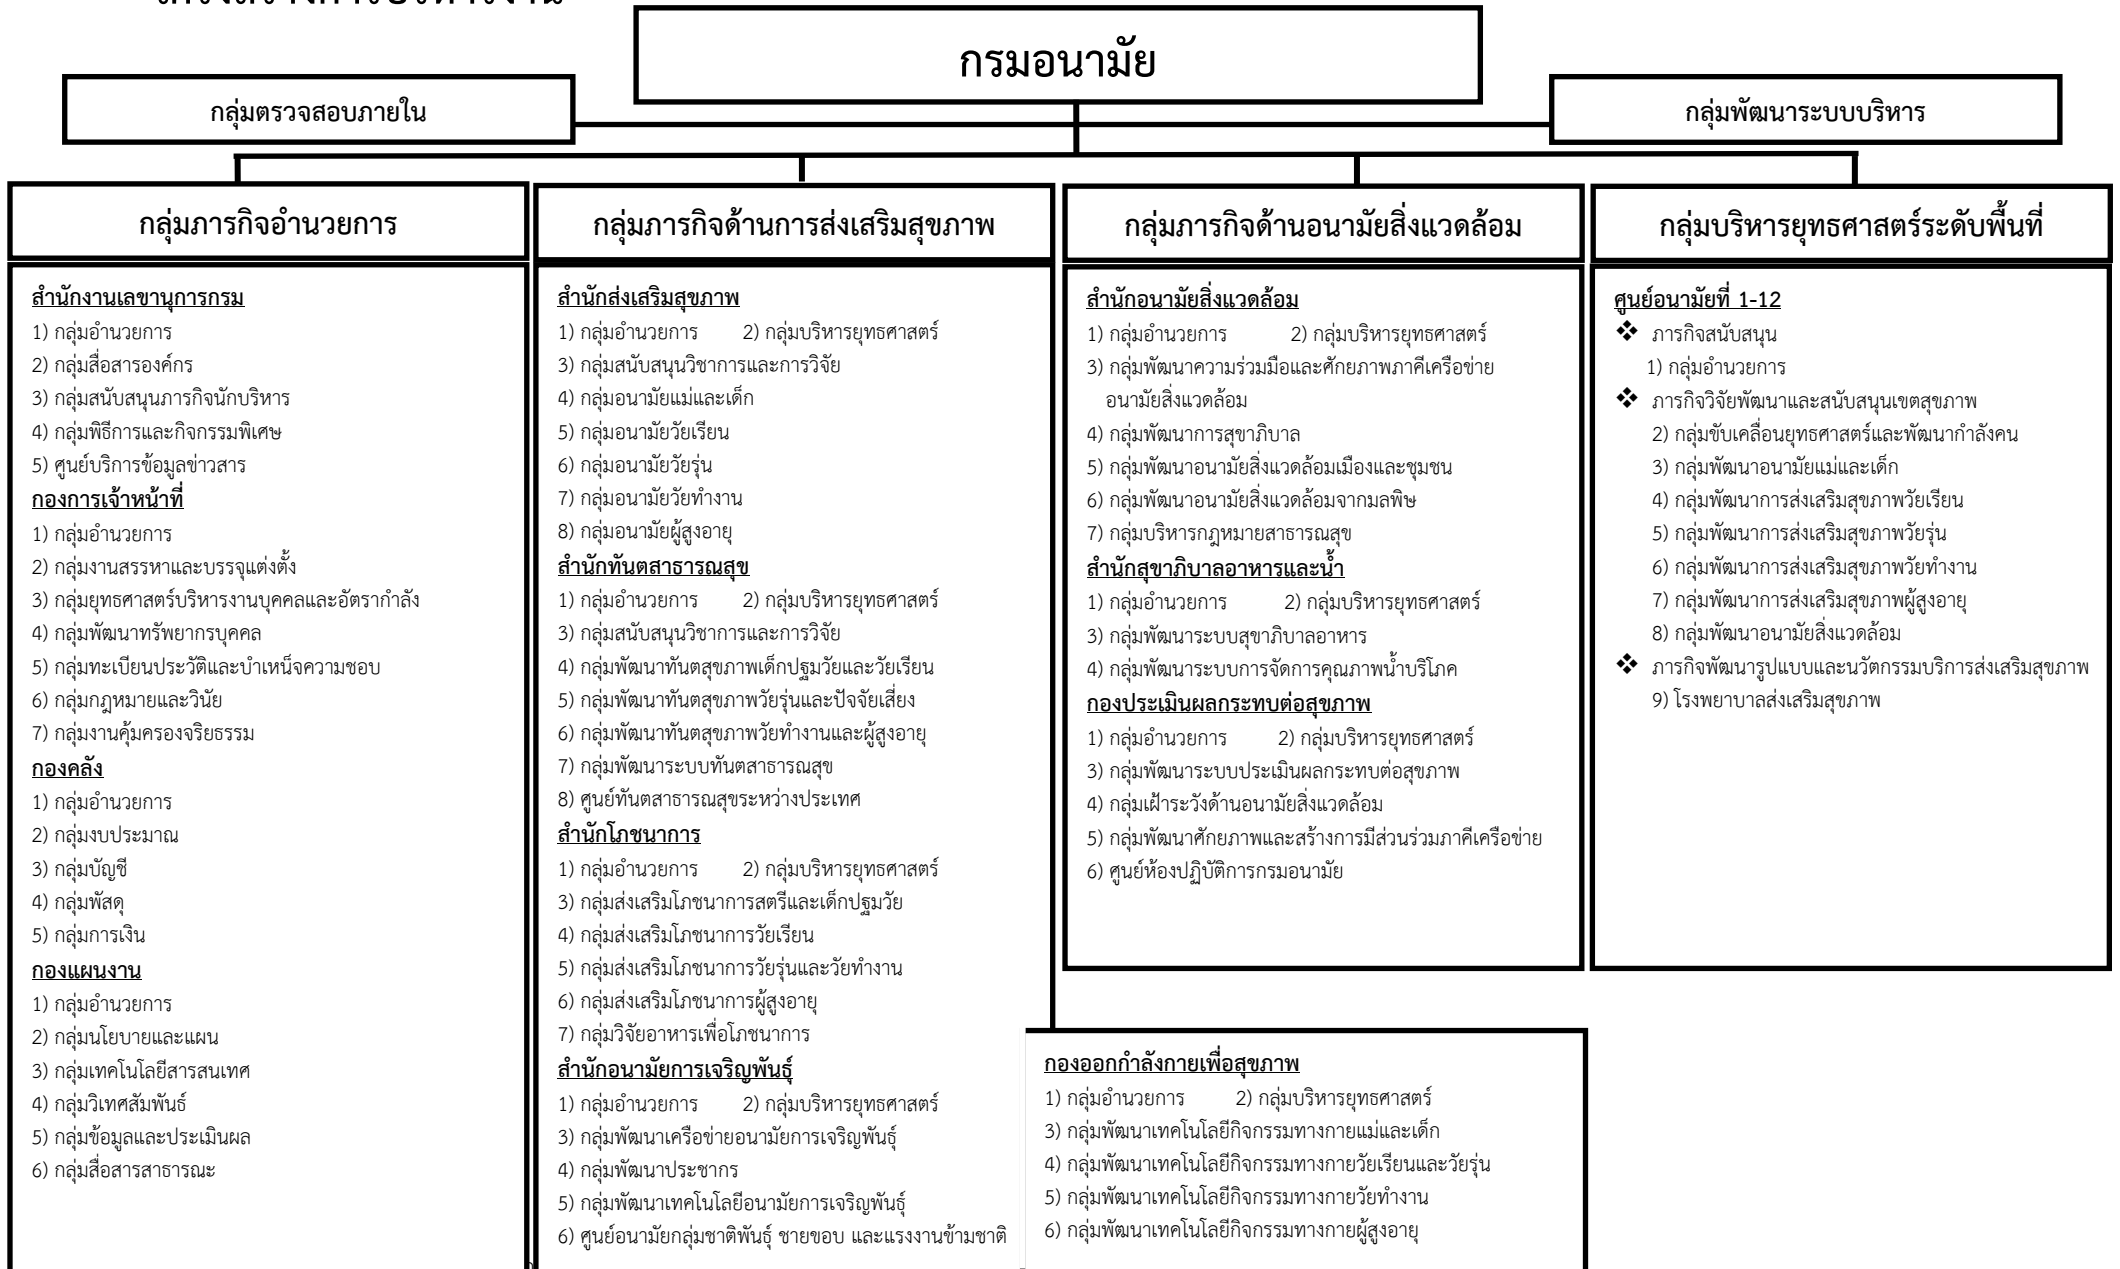 โครงสร้างการบริหารงาน
กรมอนามัย
กลุ่มตรวจสอบภายใน
กลุ่มพัฒนาระบบบริหาร
กลุ่มภารกิจอำนวยการ
สำนักงานเลขานุการกรม
1) กลุ่มอำนวยการ
2) กลุ่มสื่อสารองค์กร
3) กลุ่มสนับสนุนภารกิจนักบริหาร
4) กลุ่มพิธีการและกิจกรรมพิเศษ
5) ศูนย์บริการข้อมูลข่าวสาร
กองการเจ้าหน้าที่
1) กลุ่มอำนวยการ
2) กลุ่มงานสรรหาและบรรจุแต่งตั้ง
3) กลุ่มยุทธศาสตร์บริหารงานบุคคลและอัตรากำลัง
4) กลุ่มพัฒนาทรัพยากรบุคคล
5) กลุ่มทะเบียนประวัติและบำเหน็จความชอบ
6) กลุ่มกฎหมายและวินัย
7) กลุ่มงานคุ้มครองจริยธรรม
กองคลัง
1) กลุ่มอำนวยการ
2) กลุ่มงบประมาณ
3) กลุ่มบัญชี
4) กลุ่มพัสดุ
5) กลุ่มการเงิน
กองแผนงาน
1) กลุ่มอำนวยการ
2) กลุ่มนโยบายและแผน
3) กลุ่มเทคโนโลยีสารสนเทศ
4) กลุ่มวิเทศสัมพันธ์
5) กลุ่มข้อมูลและประเมินผล
6) กลุ่มสื่อสารสาธารณะ
กลุ่มภารกิจด้านการส่งเสริมสุขภาพ
สำนักส่งเสริมสุขภาพ
1) กลุ่มอำนวยการ 2) กลุ่มบริหารยุทธศาสตร์
3) กลุ่มสนับสนุนวิชาการและการวิจัย
4) กลุ่มอนามัยแม่และเด็ก
5) กลุ่มอนามัยวัยเรียน
6) กลุ่มอนามัยวัยรุ่น
7) กลุ่มอนามัยวัยทำงาน
8) กลุ่มอนามัยผู้สูงอายุ
สำนักทันตสาธารณสุข
1) กลุ่มอำนวยการ 2) กลุ่มบริหารยุทธศาสตร์
3) กลุ่มสนับสนุนวิชาการและการวิจัย
4) กลุ่มพัฒนาทันตสุขภาพเด็กปฐมวัยและวัยเรียน
5) กลุ่มพัฒนาทันตสุขภาพวัยรุ่นและปัจจัยเสี่ยง
6) กลุ่มพัฒนาทันตสุขภาพวัยทำงานและผู้สูงอายุ
7) กลุ่มพัฒนาระบบทันตสาธารณสุข
8) ศูนย์ทันตสาธารณสุขระหว่างประเทศ
สำนักโภชนาการ
1) กลุ่มอำนวยการ 2) กลุ่มบริหารยุทธศาสตร์
3) กลุ่มส่งเสริมโภชนาการสตรีและเด็กปฐมวัย
4) กลุ่มส่งเสริมโภชนาการวัยเรียน
5) กลุ่มส่งเสริมโภชนาการวัยรุ่นและวัยทำงาน
6) กลุ่มส่งเสริมโภชนาการผู้สูงอายุ
7) กลุ่มวิจัยอาหารเพื่อโภชนาการ
สำนักอนามัยการเจริญพันธุ์
1) กลุ่มอำนวยการ 2) กลุ่มบริหารยุทธศาสตร์
3) กลุ่มพัฒนาเครือข่ายอนามัยการเจริญพันธุ์
4) กลุ่มพัฒนาประชากร
5) กลุ่มพัฒนาเทคโนโลยีอนามัยการเจริญพันธุ์
6) ศูนย์อนามัยกลุ่มชาติพันธุ์ ชายขอบ และแรงงานข้ามชาติ
กองออกกำลังกายเพื่อสุขภาพ
1) กลุ่มอำนวยการ 2) กลุ่มบริหารยุทธศาสตร์
3) กลุ่มพัฒนาเทคโนโลยีกิจกรรมทางกายแม่และเด็ก
4) กลุ่มพัฒนาเทคโนโลยีกิจกรรมทางกายวัยเรียนและวัยรุ่น
5) กลุ่มพัฒนาเทคโนโลยีกิจกรรมทางกายวัยทำงาน
6) กลุ่มพัฒนาเทคโนโลยีกิจกรรมทางกายผู้สูงอายุ
กลุ่มภารกิจด้านอนามัยสิ่งแวดล้อม
สำนักอนามัยสิ่งแวดล้อม
1) กลุ่มอำนวยการ 2) กลุ่มบริหารยุทธศาสตร์
3) กลุ่มพัฒนาความร่วมมือและศักยภาพภาคีเครือข่าย
อนามัยสิ่งแวดล้อม
4) กลุ่มพัฒนาการสุขาภิบาล
5) กลุ่มพัฒนาอนามัยสิ่งแวดล้อมเมืองและชุมชน
6) กลุ่มพัฒนาอนามัยสิ่งแวดล้อมจากมลพิษ
7) กลุ่มบริหารกฎหมายสาธารณสุข
สำนักสุขาภิบาลอาหารและน้ำ
1) กลุ่มอำนวยการ 2) กลุ่มบริหารยุทธศาสตร์
3) กลุ่มพัฒนาระบบสุขาภิบาลอาหาร
4) กลุ่มพัฒนาระบบการจัดการคุณภาพน้ำบริโภค
กองประเมินผลกระทบต่อสุขภาพ
1) กลุ่มอำนวยการ 2) กลุ่มบริหารยุทธศาสตร์
3) กลุ่มพัฒนาระบบประเมินผลกระทบต่อสุขภาพ
4) กลุ่มเฝ้าระวังด้านอนามัยสิ่งแวดล้อม
5) กลุ่มพัฒนาศักยภาพและสร้างการมีส่วนร่วมภาคีเครือข่าย
6) ศูนย์ห้องปฏิบัติการกรมอนามัย
กลุ่มบริหารยุทธศาสตร์ระดับพื้นที่
ศูนย์อนามัยที่ 1-12
❖ ภารกิจสนับสนุน
1) กลุ่มอำนวยการ
❖ ภารกิจวิจัยพัฒนาและสนับสนุนเขตสุขภาพ
2) กลุ่มขับเคลื่อนยุทธศาสตร์และพัฒนากำลังคน
3) กลุ่มพัฒนาอนามัยแม่และเด็ก
4) กลุ่มพัฒนาการส่งเสริมสุขภาพวัยเรียน
5) กลุ่มพัฒนาการส่งเสริมสุขภาพวัยรุ่น
6) กลุ่มพัฒนาการส่งเสริมสุขภาพวัยทำงาน
7) กลุ่มพัฒนาการส่งเสริมสุขภาพผู้สูงอายุ
8) กลุ่มพัฒนาอนามัยสิ่งแวดล้อม
❖ ภารกิจพัฒนารูปแบบและนวัตกรรมบริการส่งเสริมสุขภาพ
9) โรงพยาบาลส่งเสริมสุขภาพ